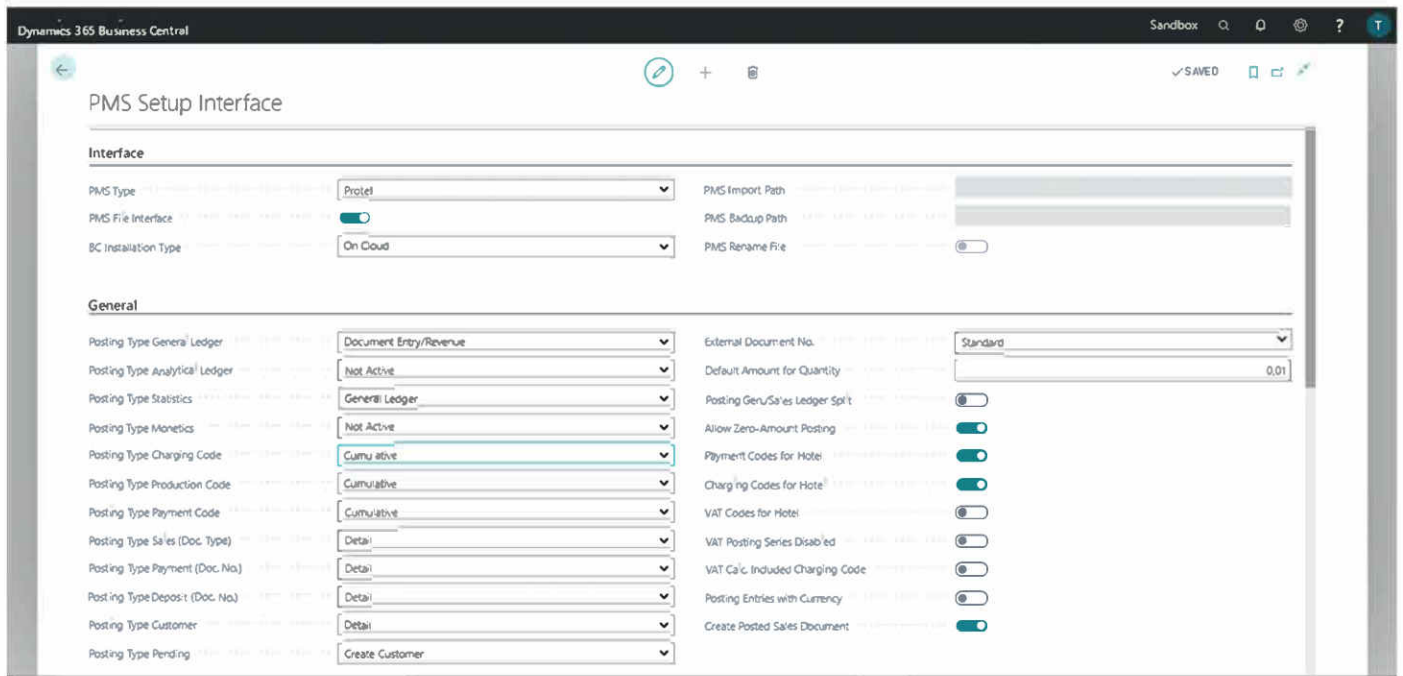 Dynamics 365 Business Central
Sandbox
?
T
SAVED
PMS Setup Interface
Interface
PMS Type
Protel
PMS File Interface
BC Installation Type
On Cloud
PMS Import Path
PMS Backup Path
PMS Rename File
General
Posting Type General Ledger
Document Entry/Revenue
Posting Type Analytical Ledger
Not Active
Posting Type Statistics
General Ledger
Posting Type Monetics
Not Active
Posting Type Charging Code
Cumulative
Posting Type Production Code
Cumulative
Posting Type Payment Code
Cumulative
Posting Type Sales (Doc. Type)
Detail
Posting Type Payment (Doc. No.)
Detail
Posting Type Deposit (Doc. No.)
Detail
Posting Type Customer
Detail
Posting Type Pending
Create Customer
External Document No.
Standard
Default Amount for Quantity
0,01
Posting Gen./Sales Ledger Split
Allow Zero-Amount Posting
Payment Codes for Hotel
Charging Codes for Hotel
VAT Codes for Hotel
VAT Posting Series Disabled
VAT Calc. Included Charging Code
Posting Entries with Currency
Create Posted Sales Document